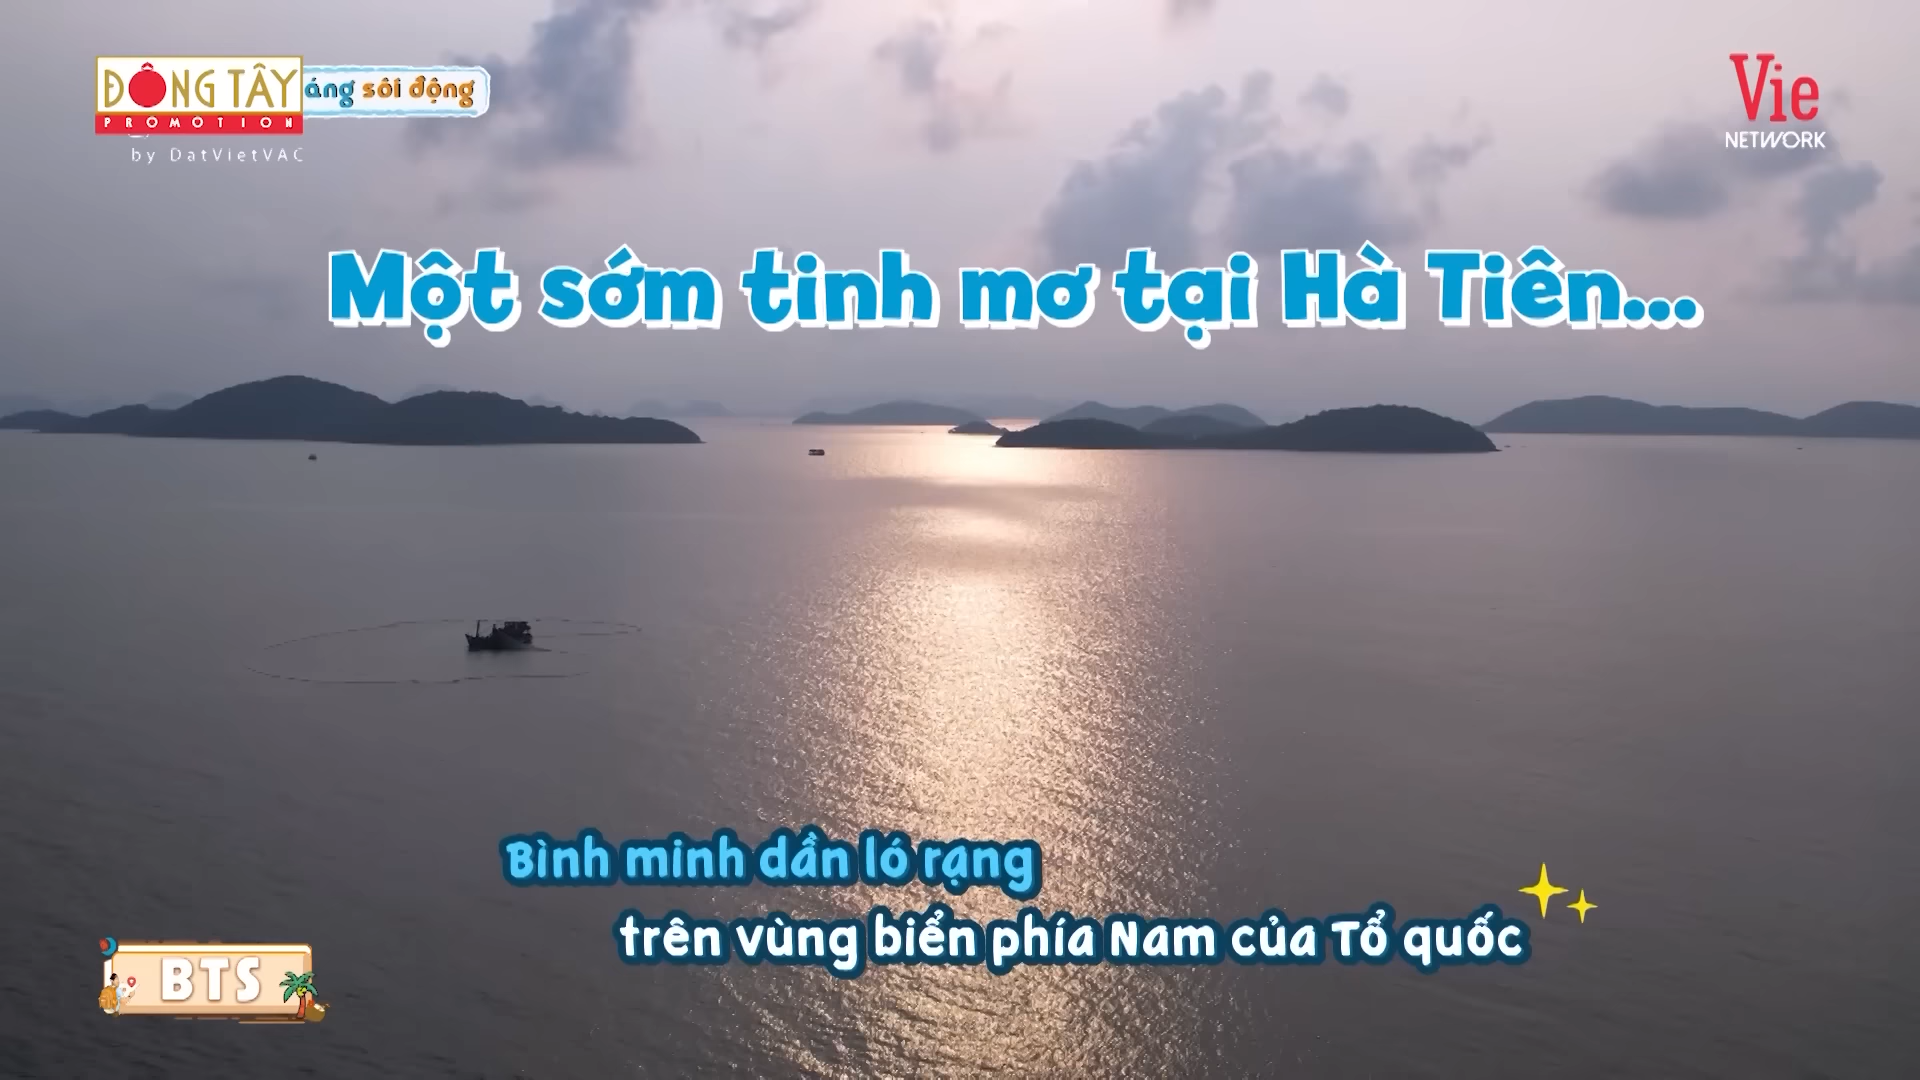 ĐÔNG TÂY
PROMOTION
sôi động
by DatVietVAC
Vie
NETWORK
Một sớm tinh mơ tại Hà Tiên...
Bình minh dần ló rạng
trên vùng biển phía Nam của Tổ quốc
BTS